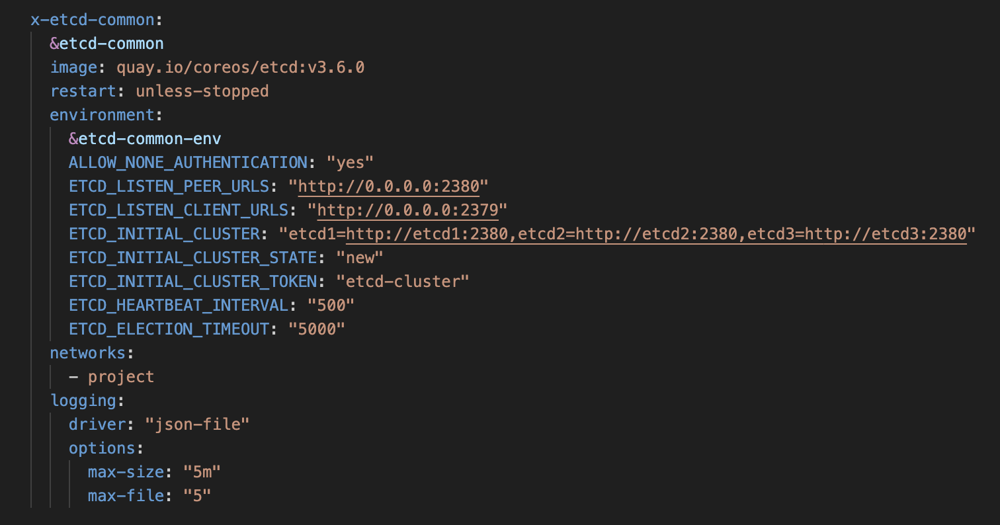 x-etcd-common:
  &etcd-common
  image: quay.io/coreos/etcd:v3.6.0
  restart: unless-stopped
  environment:
    &etcd-common-env
    ALLOW_NONE_AUTHENTICATION: "yes"
    ETCD_LISTEN_PEER_URLS: "http://0.0.0.0:2380"
    ETCD_LISTEN_CLIENT_URLS: "http://0.0.0.0:2379"
    ETCD_INITIAL_CLUSTER: "etcd1=http://etcd1:2380,etcd2=http://etcd2:2380,etcd3=http://etcd3:2380"
    ETCD_INITIAL_CLUSTER_STATE: "new"
    ETCD_INITIAL_CLUSTER_TOKEN: "etcd-cluster"
    ETCD_HEARTBEAT_INTERVAL: "500"
    ETCD_ELECTION_TIMEOUT: "5000"
  networks:
    - project
  logging:
    driver: "json-file"
    options:
      max-size: "5m"
      max-file: "5"